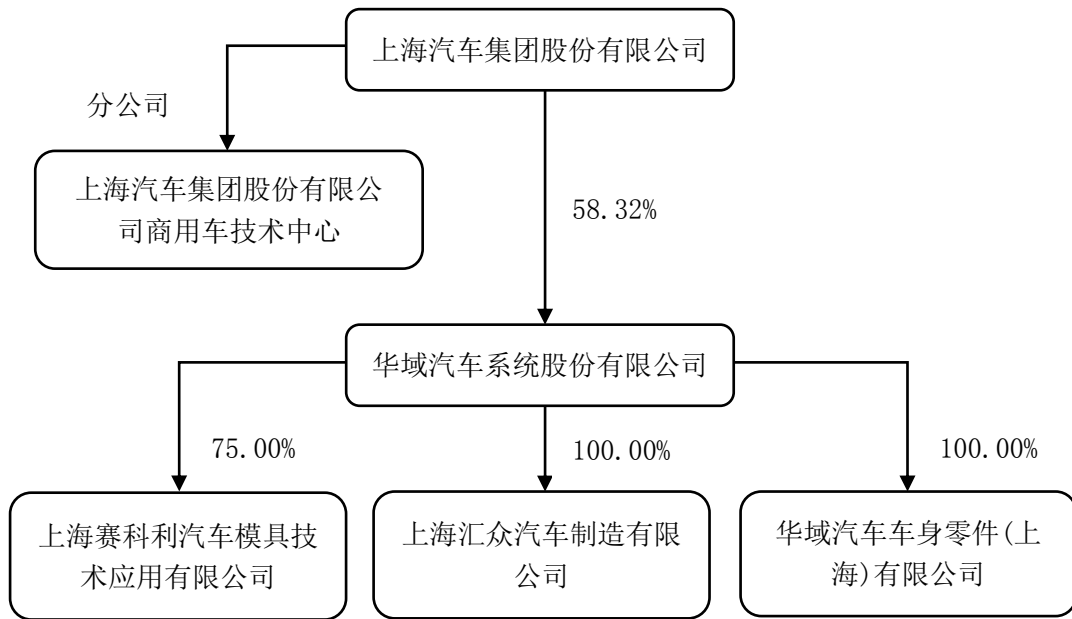 上海汽车集团股份有限公司
分公司
上海汽车集团股份有限公
司商用车技术中心
58.32%
华域汽车系统股份有限公司
75.00%
100.00%
100.00%
上海赛科利汽车模具技
术应用有限公司
上海汇众汽车制造有限
公司
华域汽车车身零件(上
海)有限公司